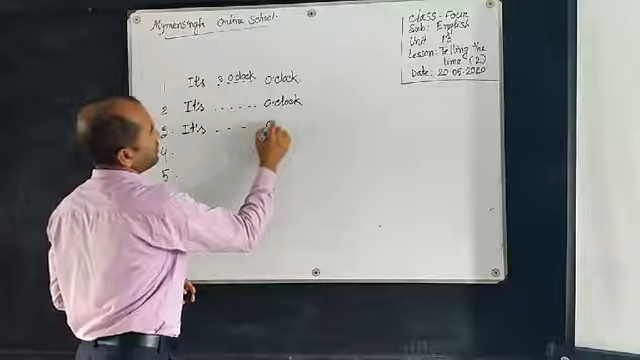 Mymensingh Online School.
Class - Four
Sub: English
Unit
Lesson: Telling the
time (2)
Date: 20-05-2020
1 It's 3 O'clock O'clock.
2 It's ...... O'clock
3. It's ....
4.
5.